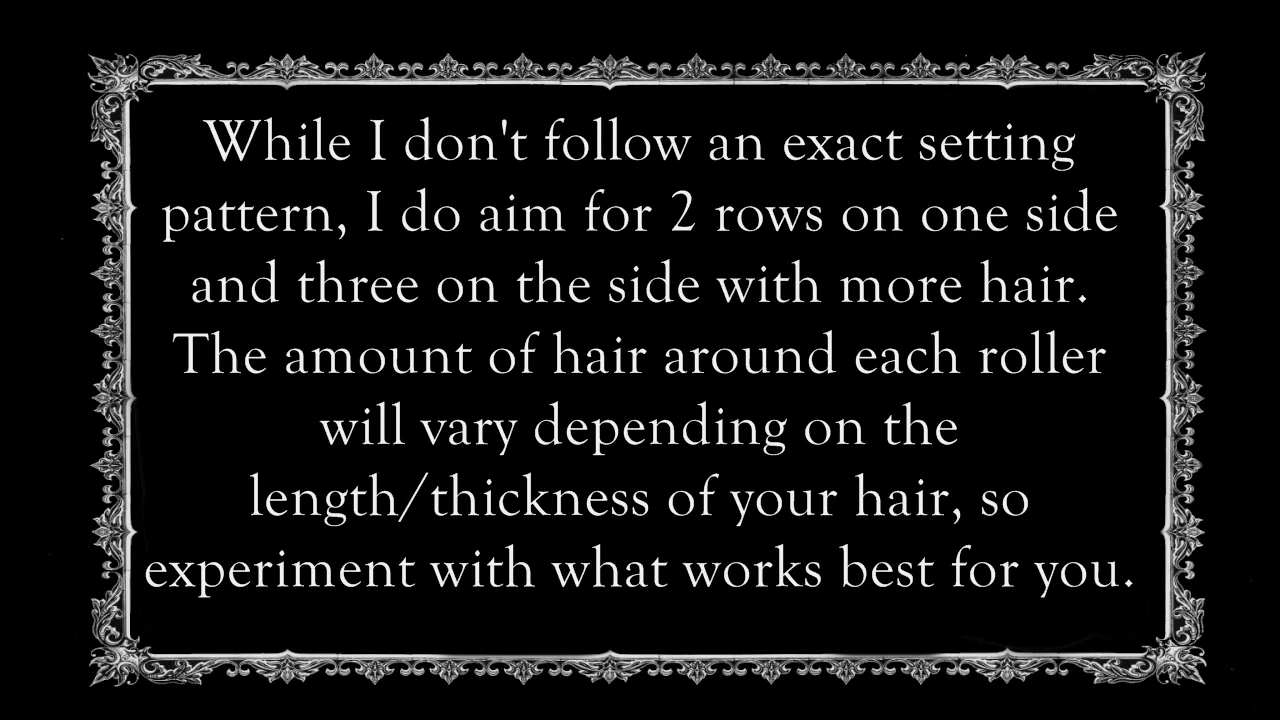 While I don't follow an exact setting
pattern, I do aim for 2 rows on one side
and three on the side with more hair.
The amount of hair around each roller
will vary depending on the
length/thickness of your hair, so
experiment with what works best for you.